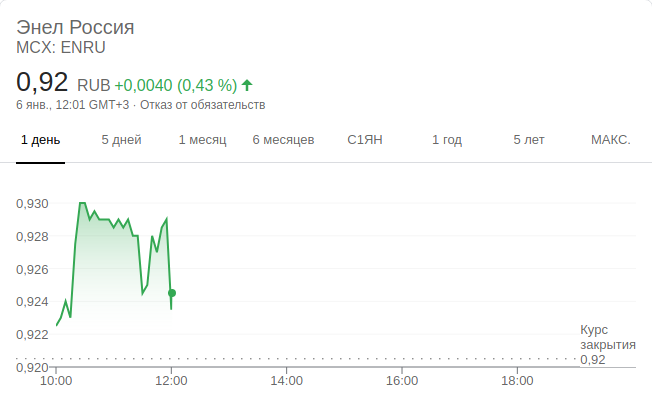 Энел Россия
MCX: ENRU
0,92 RUB +0,0040 (0,43 %)
6 янв., 12:01 GMT+3 · Отказ от обязательств
1 день 5 дней 1 месяц 6 месяцев С1ЯН 1 год 5 лет МАКС.
0,930
0,928
0,926
0,924
0,922
Курс
закрытия
0,92
0,920
10:00 12:00 14:00 16:00 18:00